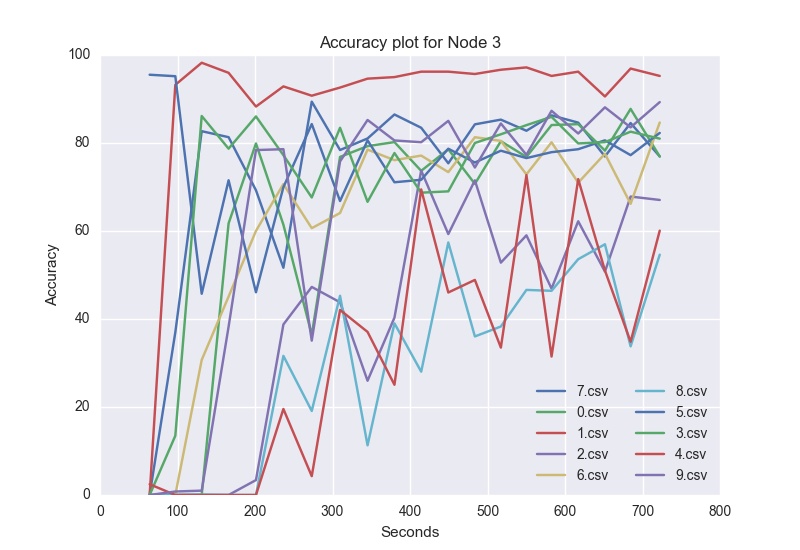 Accuracy plot for Node 3
100
80
60
40
20
0
Accuracy
0 100 200 300 400 500 600 700 800
Seconds
7.csv 8.csv
0.csv 5.csv
1.csv 3.csv
2.csv 4.csv
6.csv 9.csv